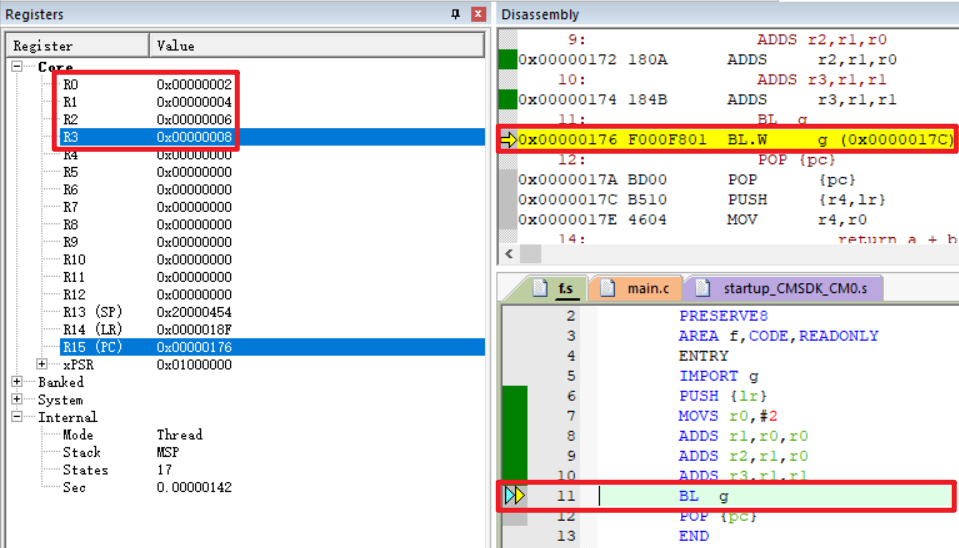 Registers
Register Value
Core
R0 0x00000002
R1 0x00000004
R2 0x00000006
R3 0x00000008
R4 0x00000000
R5 0x00000000
R6 0x00000000
R7 0x00000000
R8 0x00000000
R9 0x00000000
R10 0x00000000
R11 0x00000000
R12 0x00000000
R13 (SP) 0x20000454
R14 (LR) 0x0000018F
R15 (PC) 0x00000176
xPSR 0x01000000
Banked
System
Internal
Mode Thread
Stack MSP
States 17
Sec 0.00000142
Disassembly
9: ADDS r2,r1,r0
0x00000172 180A ADDS r2,r1,r0
10: ADDS r3,r1,r1
0x00000174 184B ADDS r3,r1,r1
11: BL g
0x00000176 F000F801 BL.W g (0x0000017C)
12: POP {pc}
0x0000017A BD00 POP {pc}
0x0000017C B510 PUSH {r4,lr}
0x0000017E 4604 MOV r4,r0
14: return a + b
f.s main.c startup_CMSDK_CM0.s
2 PRESERVE8
3 AREA f,CODE,READONLY
4 ENTRY
5 IMPORT g
6 PUSH {lr}
7 MOVS r0,#2
8 ADDS r1,r0,r0
9 ADDS r2,r1,r0
10 ADDS r3,r1,r1
11 BL g
12 POP {pc}
13 END